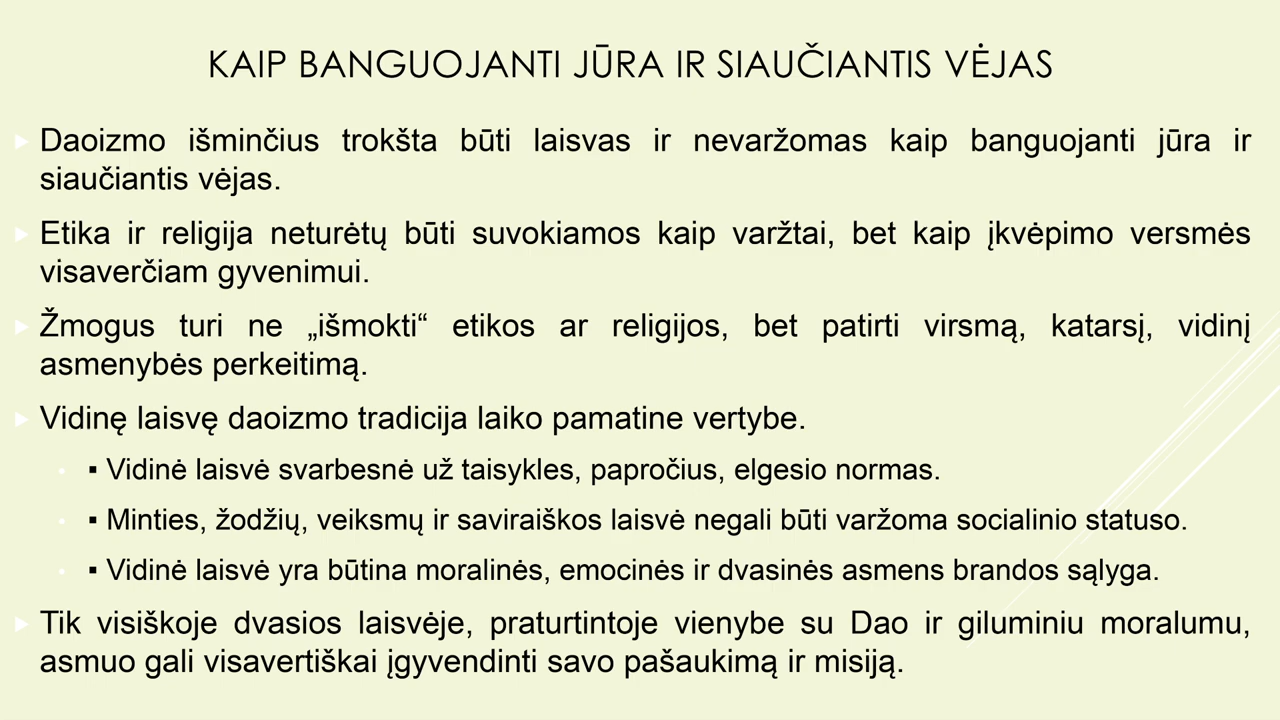 KAIP BANGUOJANTI JŪRA IR SIAUČIANTIS VĖJAS
Daoizmo išminčius trokšta būti laisvas ir nevaržomas kaip banguojanti jūra ir
siaučiantis vėjas.
Etika ir religija neturėtų būti suvokiamos kaip varžtai, bet kaip įkvėpimo versmės
visaverčiam gyvenimui.
Žmogus turi ne „išmokti“ etikos ar religijos, bet patirti virsmą, katarsį, vidinį
asmenybės perkeitimą.
Vidinę laisvę daoizmo tradicija laiko pamatine vertybe.
▪ Vidinė laisvė svarbesnė už taisykles, papročius, elgesio normas.
▪ Minties, žodžių, veiksmų ir saviraiškos laisvė negali būti varžoma socialinio statuso.
▪ Vidinė laisvė yra būtina moralinės, emocinės ir dvasinės asmens brandos sąlyga.
Tik visiškoje dvasios laisvėje, praturtintoje vienybe su Dao ir giluminiu moralumu,
asmuo gali visavertiškai įgyvendinti savo pašaukimą ir misiją.